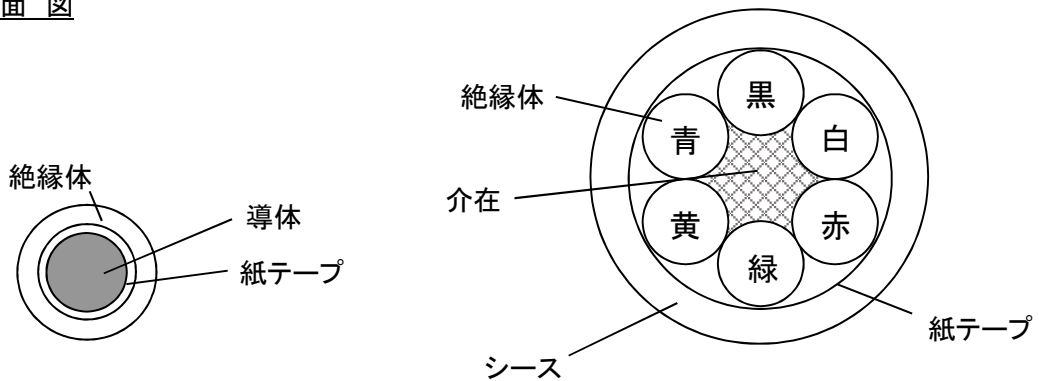 面 図
絶縁体
導体
紙テープ
絶縁体
介在
シース
紙テープ
黒
白
赤
緑
黄
青